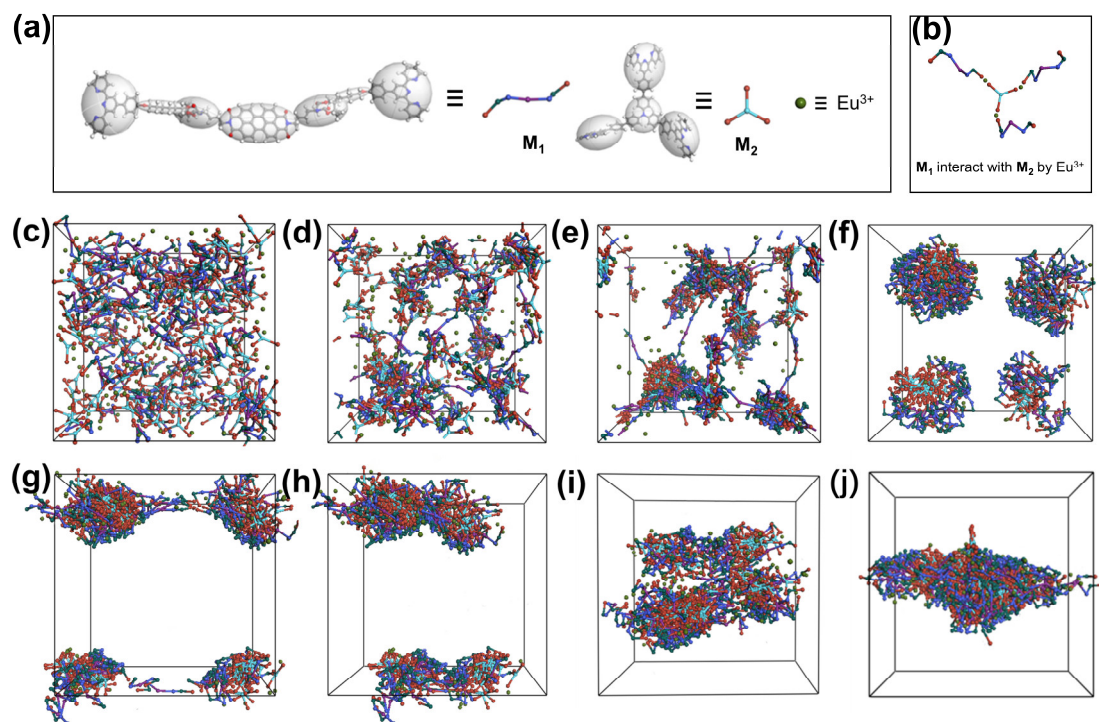 (a)
≡
M₁
≡
M₂
≡ Eu³⁺
(b)
M₁ interact with M₂ by Eu³⁺
(c)
(d)
(e)
(f)
(g)
(h)
(i)
(j)